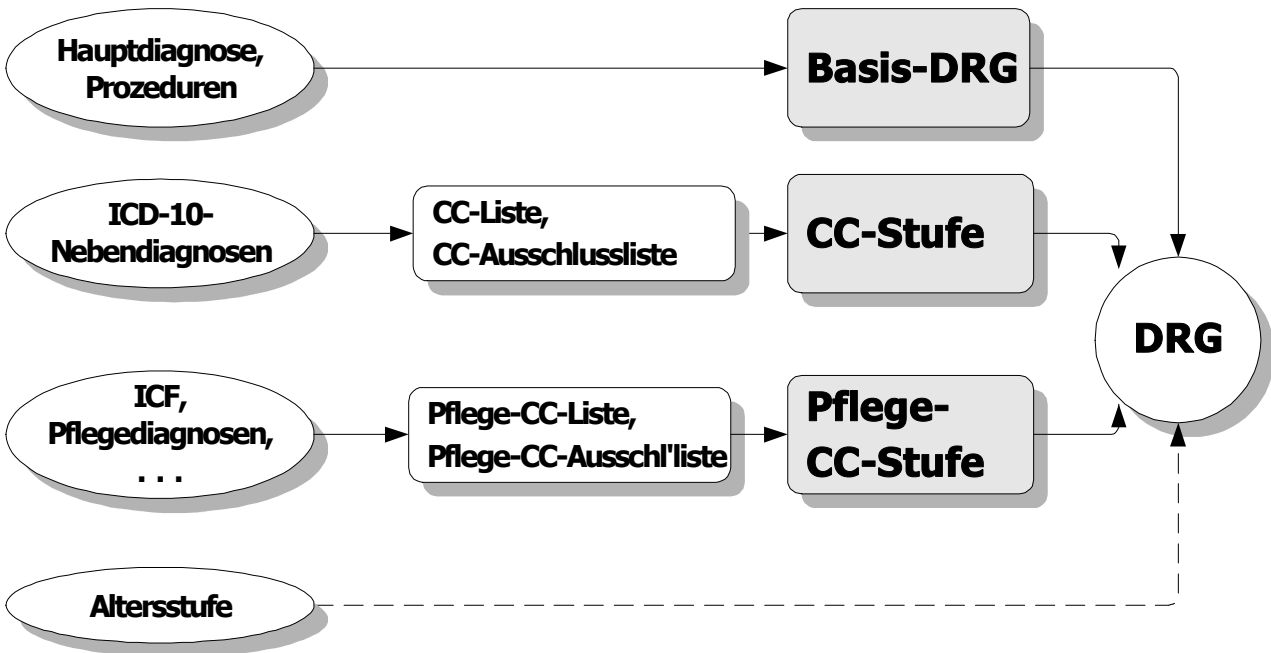 Hauptdiagnose,
Prozeduren
Basis-DRG
ICD-10-
Nebendiagnosen
CC-Liste,
CC-Ausschlussliste
CC-Stufe
DRG
ICF,
Pflegediagnosen,
. . .
Pflege-CC-Liste,
Pflege-CC-Ausschl'liste
Pflege-
CC-Stufe
Altersstufe